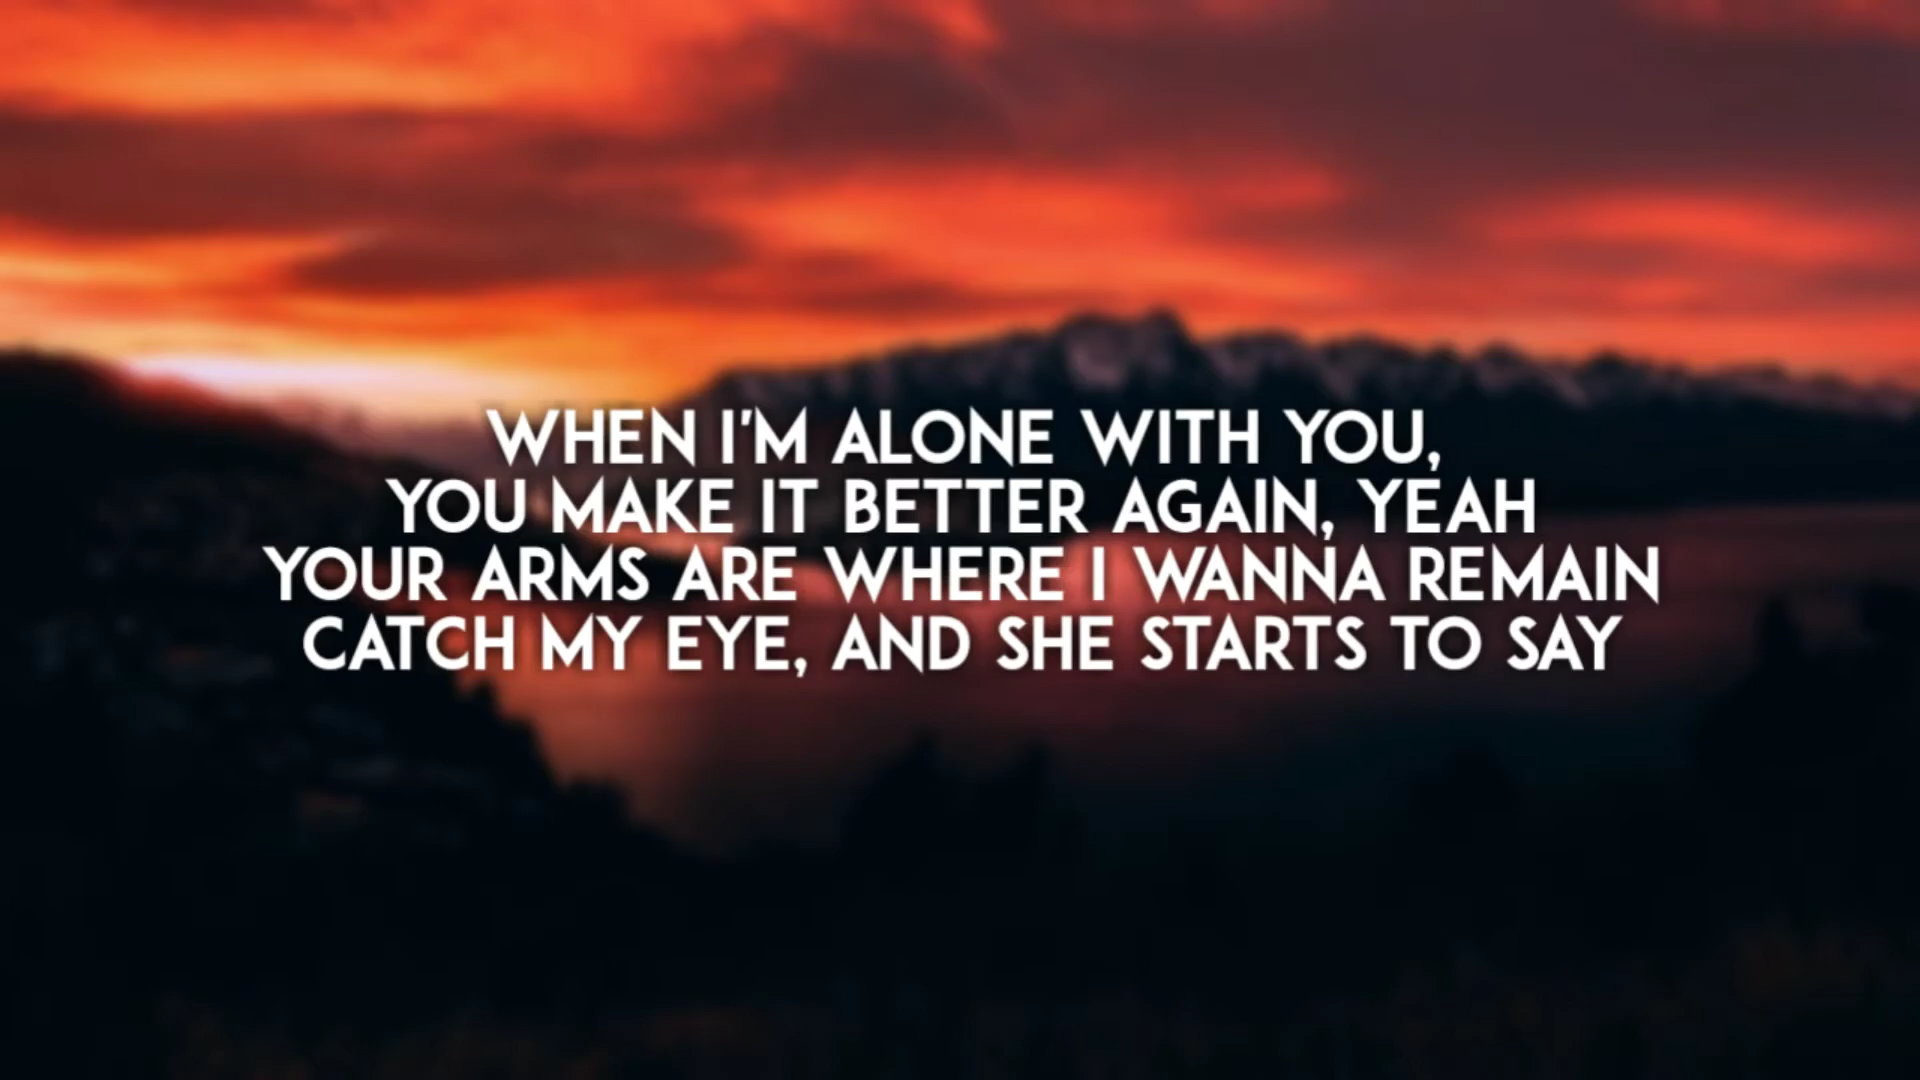 WHEN I'M ALONE WITH YOU,
YOU MAKE IT BETTER AGAIN, YEAH
YOUR ARMS ARE WHERE I WANNA REMAIN
CATCH MY EYE, AND SHE STARTS TO SAY